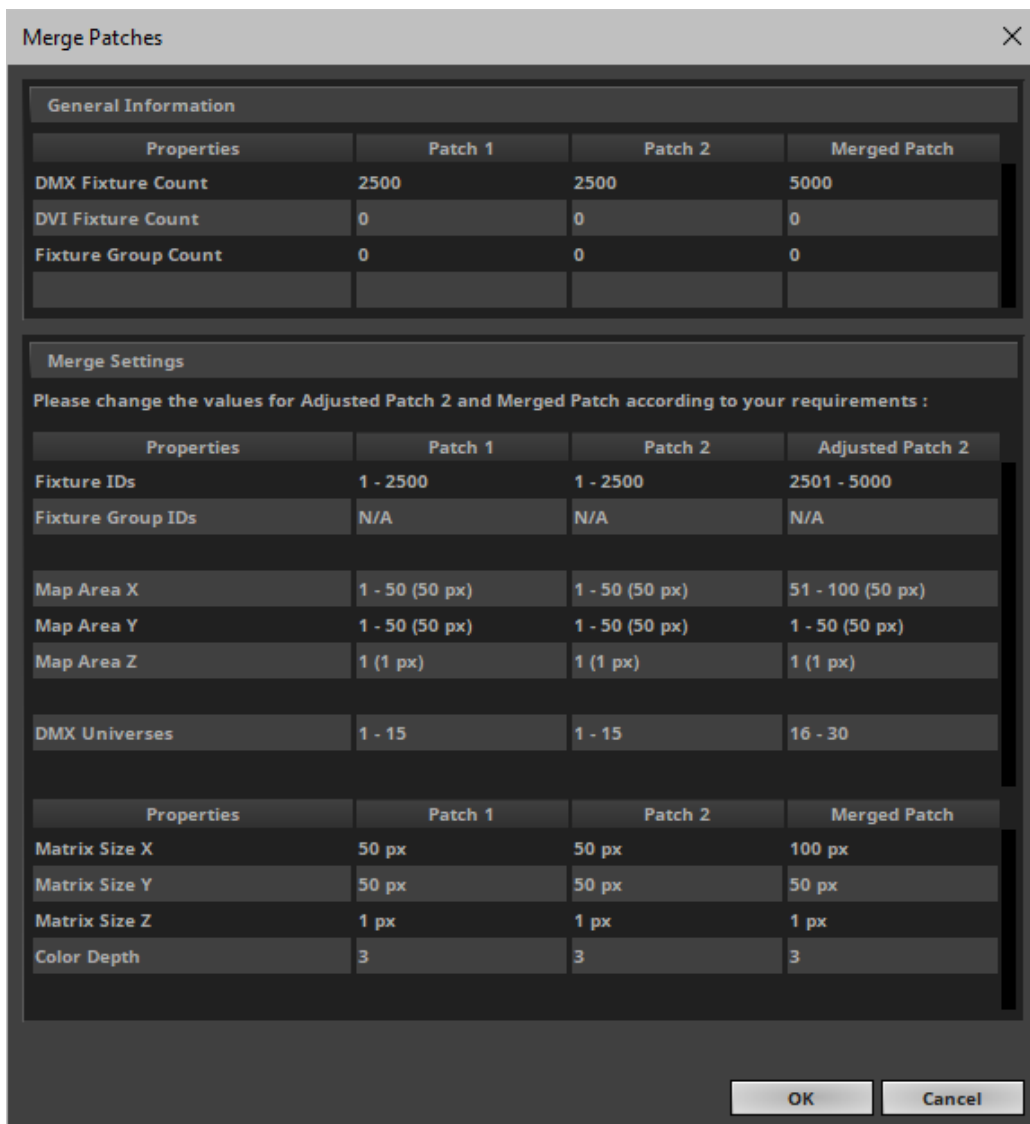 Merge Patches
General Information
Properties Patch 1 Patch 2 Merged Patch
DMX Fixture Count 2500 2500 5000
DVI Fixture Count 0 0 0
Fixture Group Count 0 0 0
Merge Settings
Please change the values for Adjusted Patch 2 and Merged Patch according to your requirements :
Properties Patch 1 Patch 2 Adjusted Patch 2
Fixture IDs 1 - 2500 1 - 2500 2501 - 5000
Fixture Group IDs N/A N/A N/A
Map Area X 1 - 50 (50 px) 1 - 50 (50 px) 51 - 100 (50 px)
Map Area Y 1 - 50 (50 px) 1 - 50 (50 px) 1 - 50 (50 px)
Map Area Z 1 (1 px) 1 (1 px) 1 (1 px)
DMX Universes 1 - 15 1 - 15 16 - 30
Properties Patch 1 Patch 2 Merged Patch
Matrix Size X 50 px 50 px 100 px
Matrix Size Y 50 px 50 px 50 px
Matrix Size Z 1 px 1 px 1 px
Color Depth 3 3 3
OK Cancel